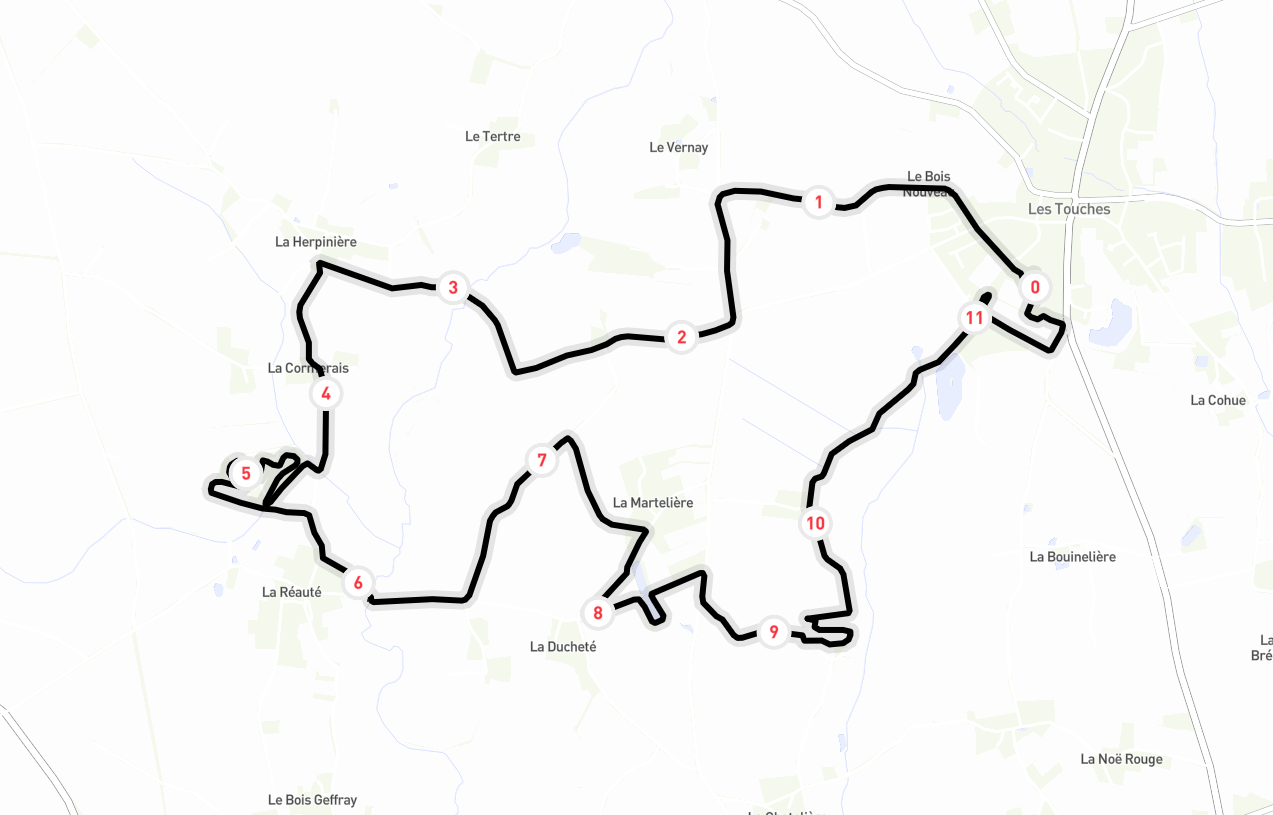 Le Tertre
Le Vernay
Le Bois
Nouveau
Les Touches
1
La Herpinière
3
0
11
2
La Cormerais
4
La Cohue
7
5
La Martelière
10
La Bouinelière
6
La Réauté
8
9
La Ducheté
La
Bré
La Noë Rouge
Le Bois Geffray